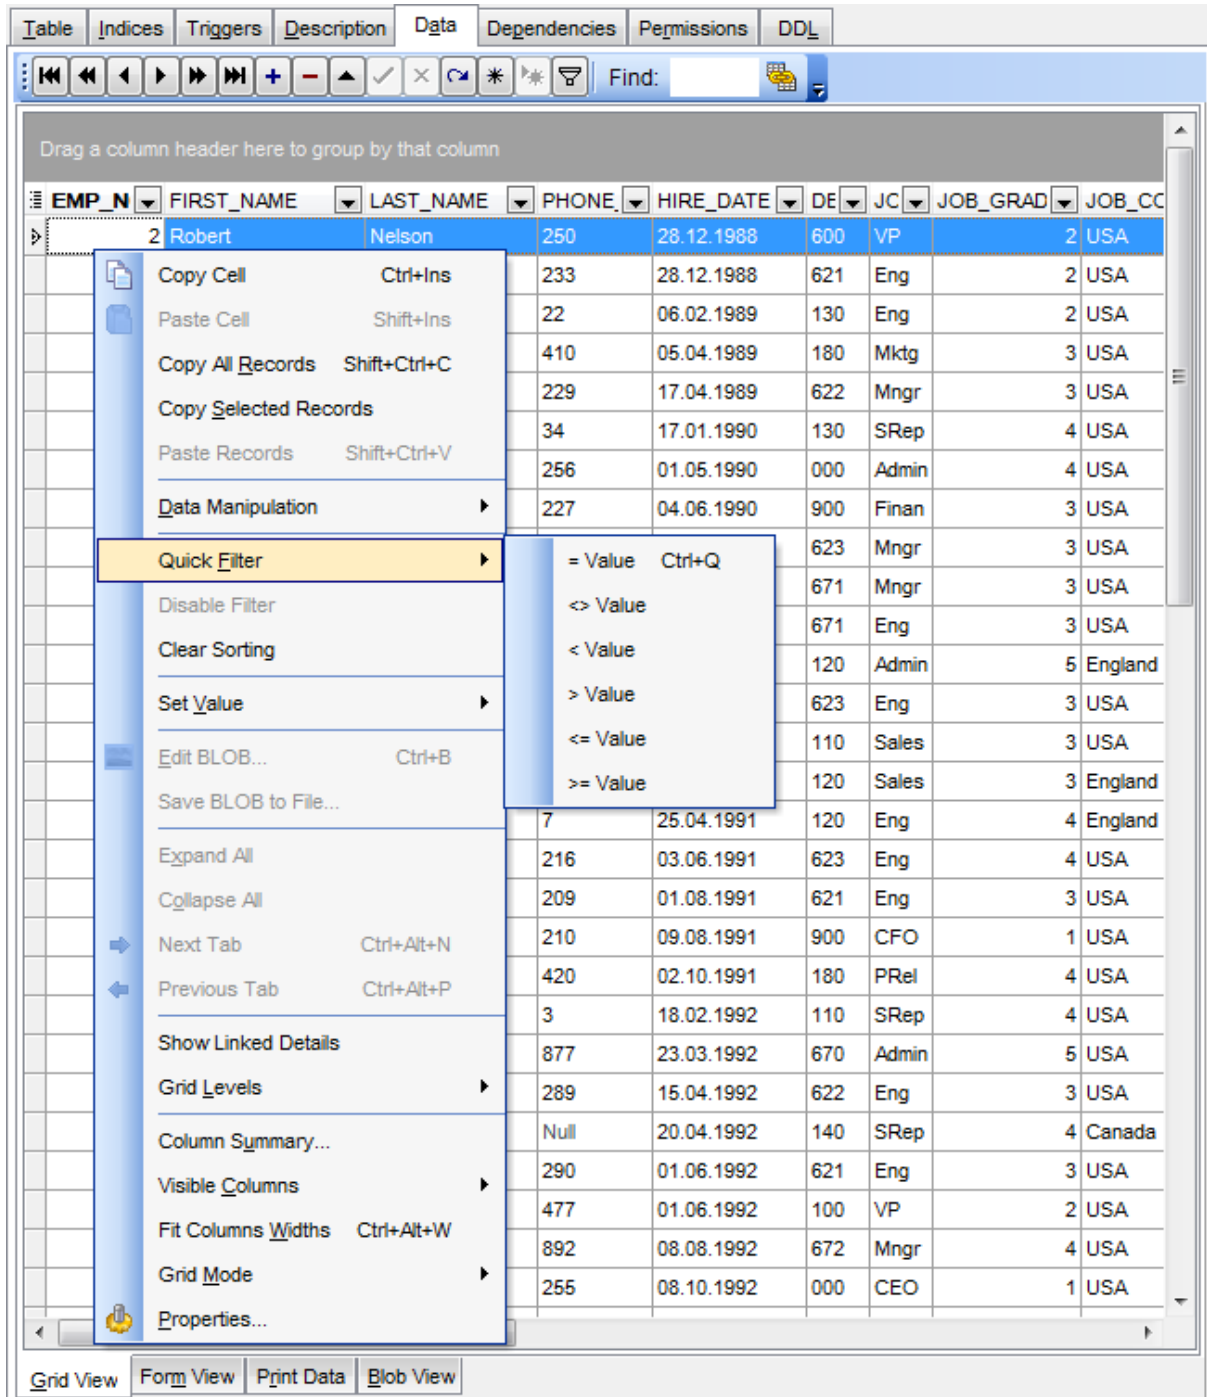 Table Indices Triggers Description Data Dependencies Permissions DDL
Find:
Drag a column header here to group by that column
EMP_N FIRST_NAME LAST_NAME PHONE_ HIRE_DATE DE JC JOB_GRAD JOB_CC
2 Robert Nelson 250 28.12.1988 600 VP 2 USA
Copy Cell Ctrl+Ins 233 28.12.1988 621 Eng 2 USA
Paste Cell Shift+Ins 22 06.02.1989 130 Eng 2 USA
Copy All Records Shift+Ctrl+C 410 05.04.1989 180 Mktg 3 USA
229 17.04.1989 622 Mngr 3 USA
Copy Selected Records 34 17.01.1990 130 SRep 4 USA
Paste Records Shift+Ctrl+V 256 01.05.1990 000 Admin 4 USA
Data Manipulation 227 04.06.1990 900 Finan 3 USA
623 Mngr 3 USA
Quick Filter = Value Ctrl+Q
671 Mngr 3 USA
Disable Filter <> Value
671 Eng 3 USA
Clear Sorting < Value 120 Admin 5 England
Set Value > Value 623 Eng 3 USA
<= Value 110 Sales 3 USA
Edit BLOB... Ctrl+B
>= Value 120 Sales 3 England
Save BLOB to File...
7 25.04.1991 120 Eng 4 England
Expand All 216 03.06.1991 623 Eng 4 USA
Collapse All 209 01.08.1991 621 Eng 3 USA
Next Tab Ctrl+Alt+N 210 09.08.1991 900 CFO 1 USA
Previous Tab Ctrl+Alt+P 420 02.10.1991 180 PRel 4 USA
3 18.02.1992 110 SRep 4 USA
Show Linked Details 877 23.03.1992 670 Admin 5 USA
Grid Levels 289 15.04.1992 622 Eng 3 USA
Column Summary... Null 20.04.1992 140 SRep 4 Canada
290 01.06.1992 621 Eng 3 USA
Visible Columns 477 01.06.1992 100 VP 2 USA
Fit Columns Widths Ctrl+Alt+W 892 08.08.1992 672 Mngr 4 USA
Grid Mode 255 08.10.1992 000 CEO 1 USA
Properties...
Grid View Form View Print Data Blob View